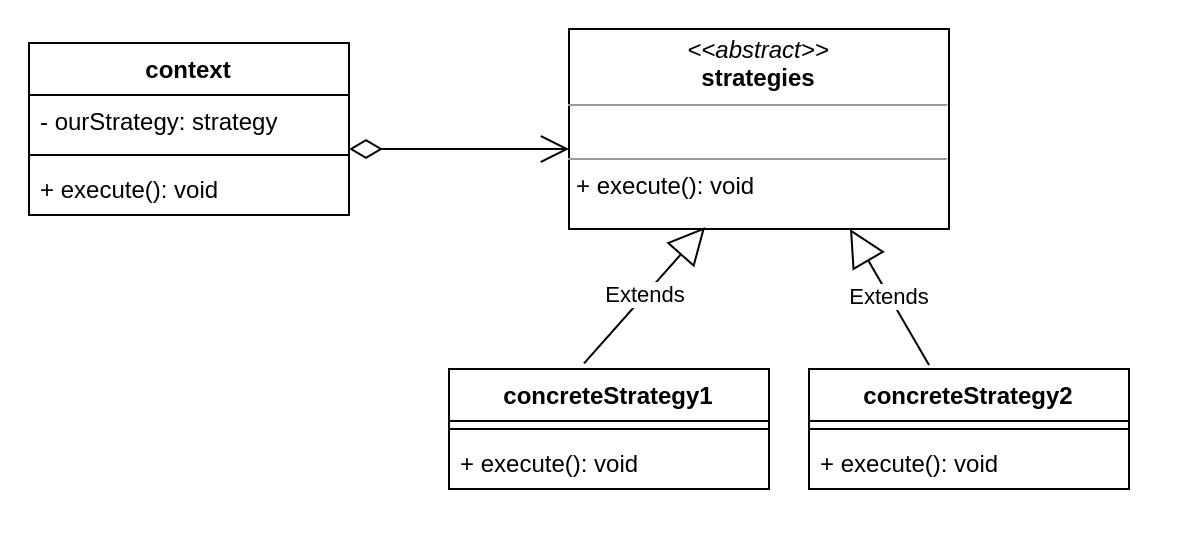 context
- ourStrategy: strategy
+ execute(): void
<<abstract>>
strategies
+ execute(): void
Extends
Extends
concreteStrategy1
+ execute(): void
concreteStrategy2
+ execute(): void